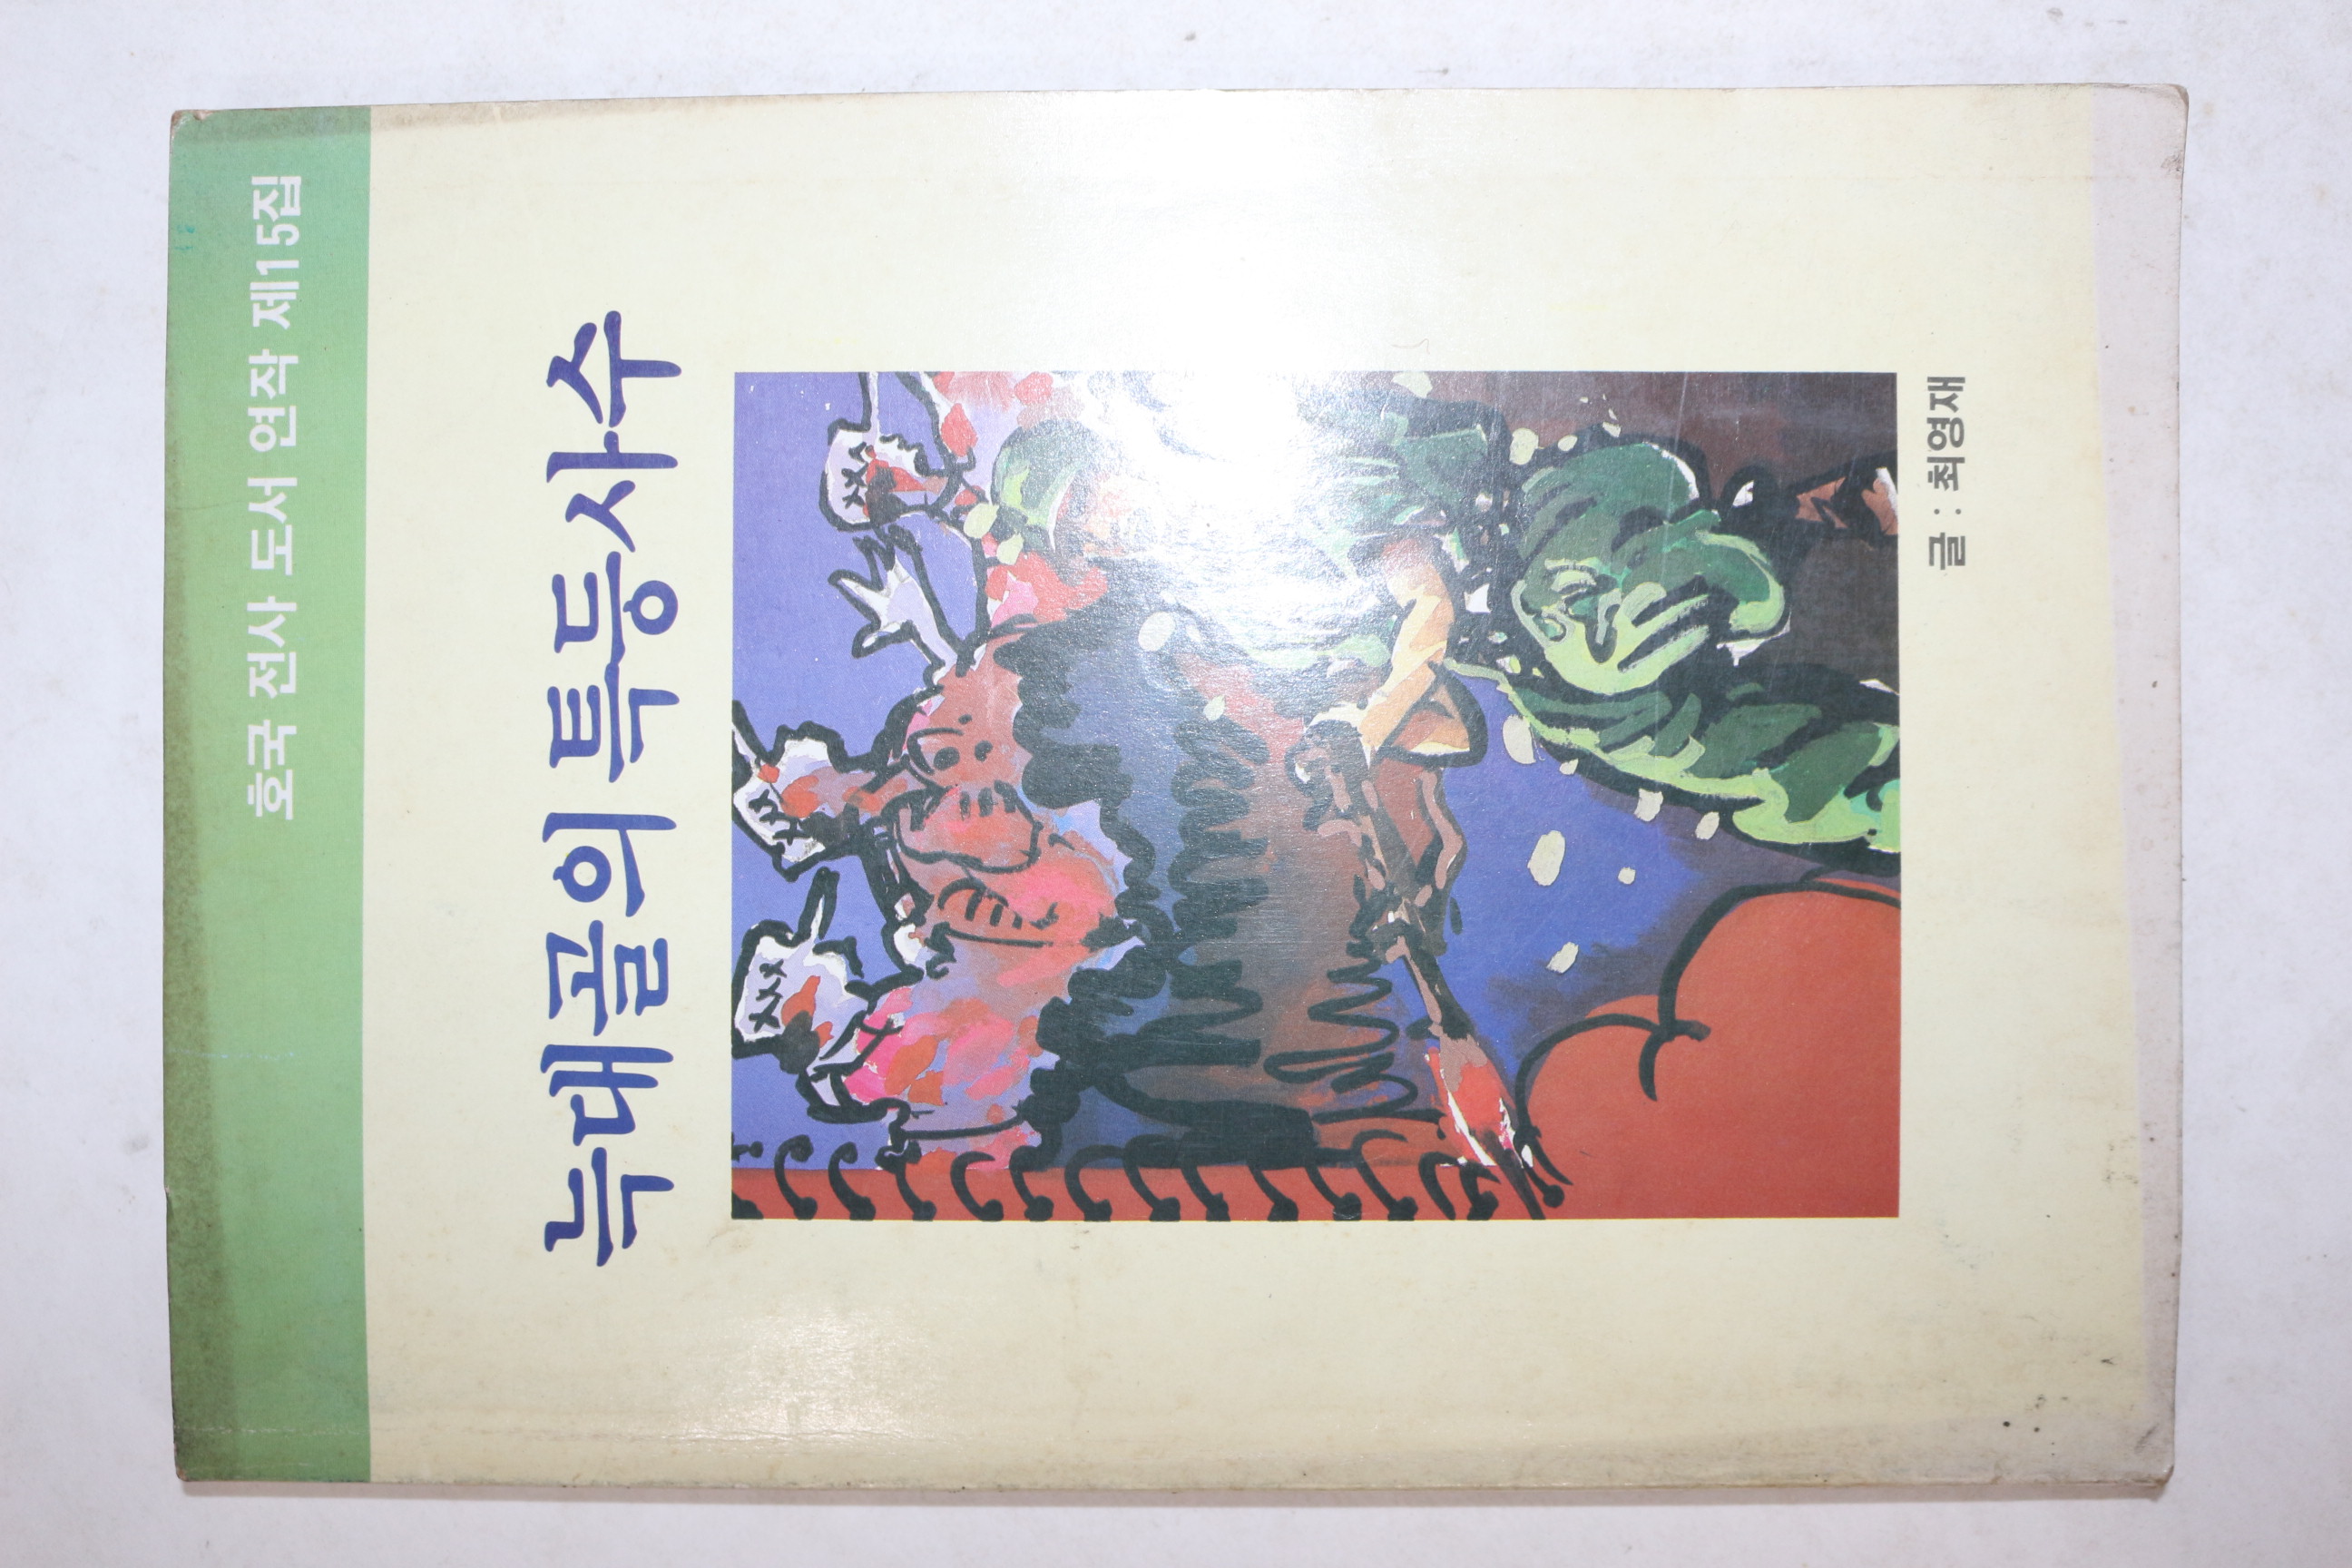 호국 전사 도서 연작 제15집
늑대골의 특등사수
글 : 최영재